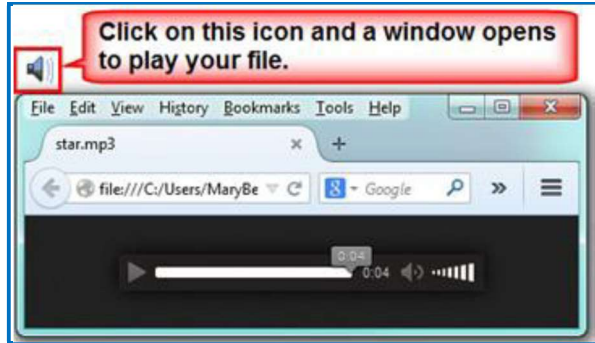 Click on this icon and a window opens
to play your file.
File Edit View History Bookmarks Tools Help
star.mp3
file:///C:/Users/MaryBe
Google
0:04
0:04